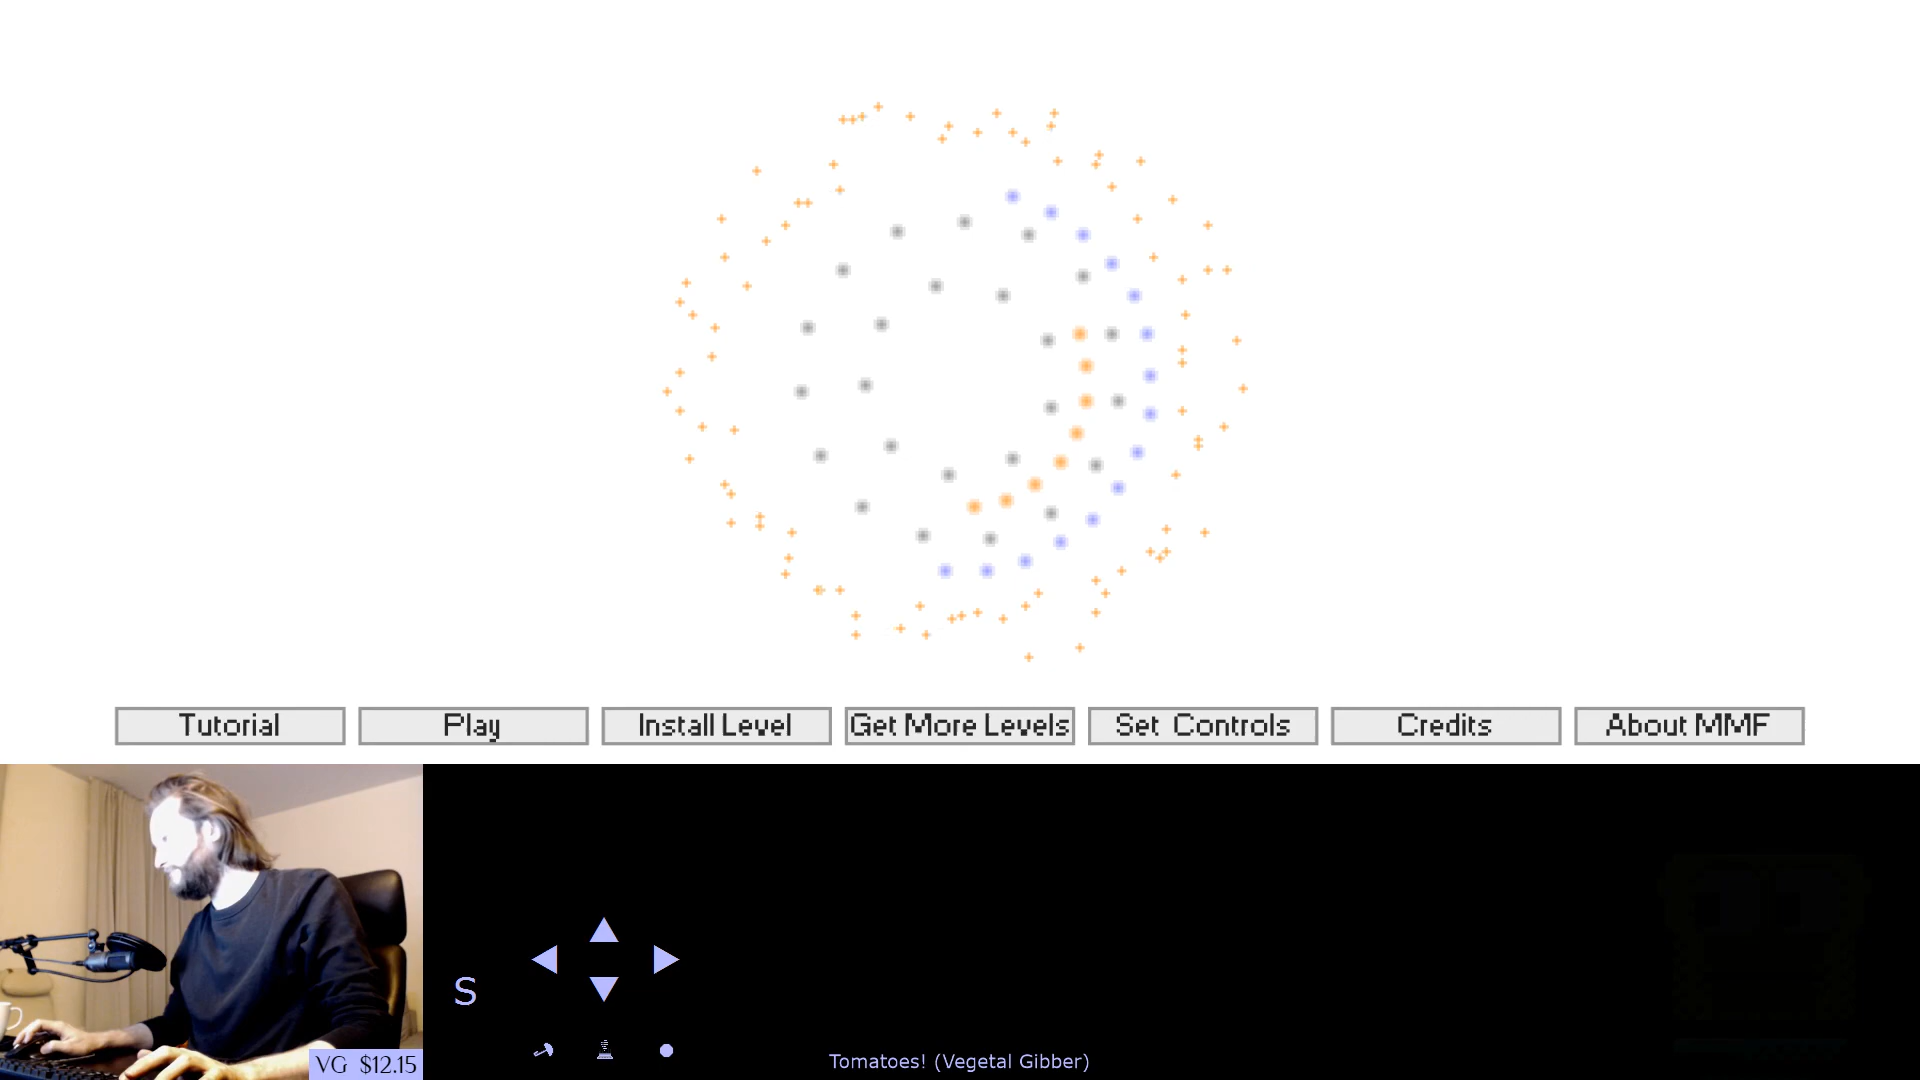 Tutorial
Play
Install Level
Get More Levels
Set Controls
Credits
About MMF
S
VG $12.15
Tomatoes! (Vegetal Gibber)